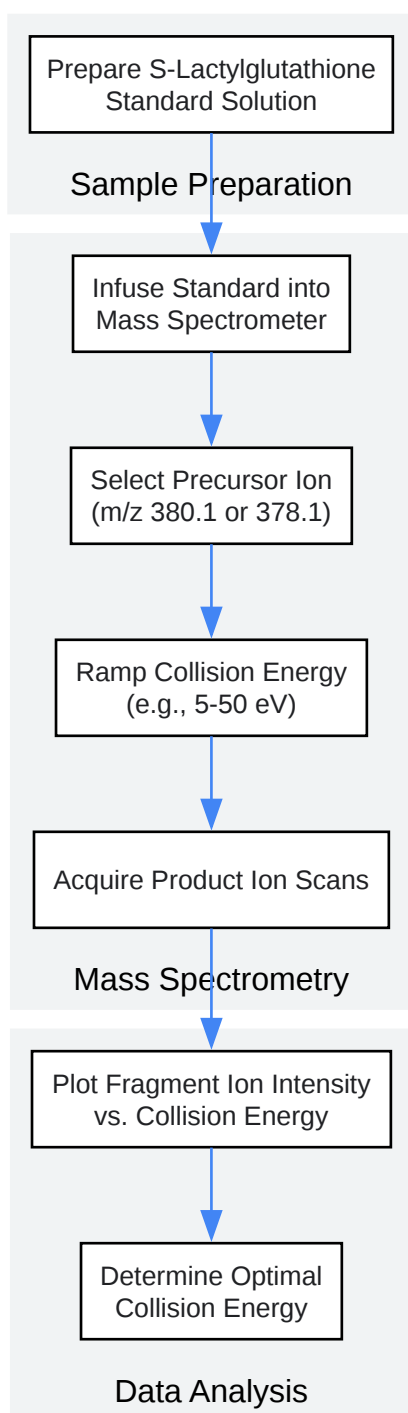 Prepare S-Lactylglutathione
Standard Solution
Sample Preparation
Infuse Standard into
Mass Spectrometer
Select Precursor Ion
(m/z 380.1 or 378.1)
Ramp Collision Energy
(e.g., 5-50 eV)
Acquire Product Ion Scans
Mass Spectrometry
Plot Fragment Ion Intensity
vs. Collision Energy
Determine Optimal
Collision Energy
Data Analysis